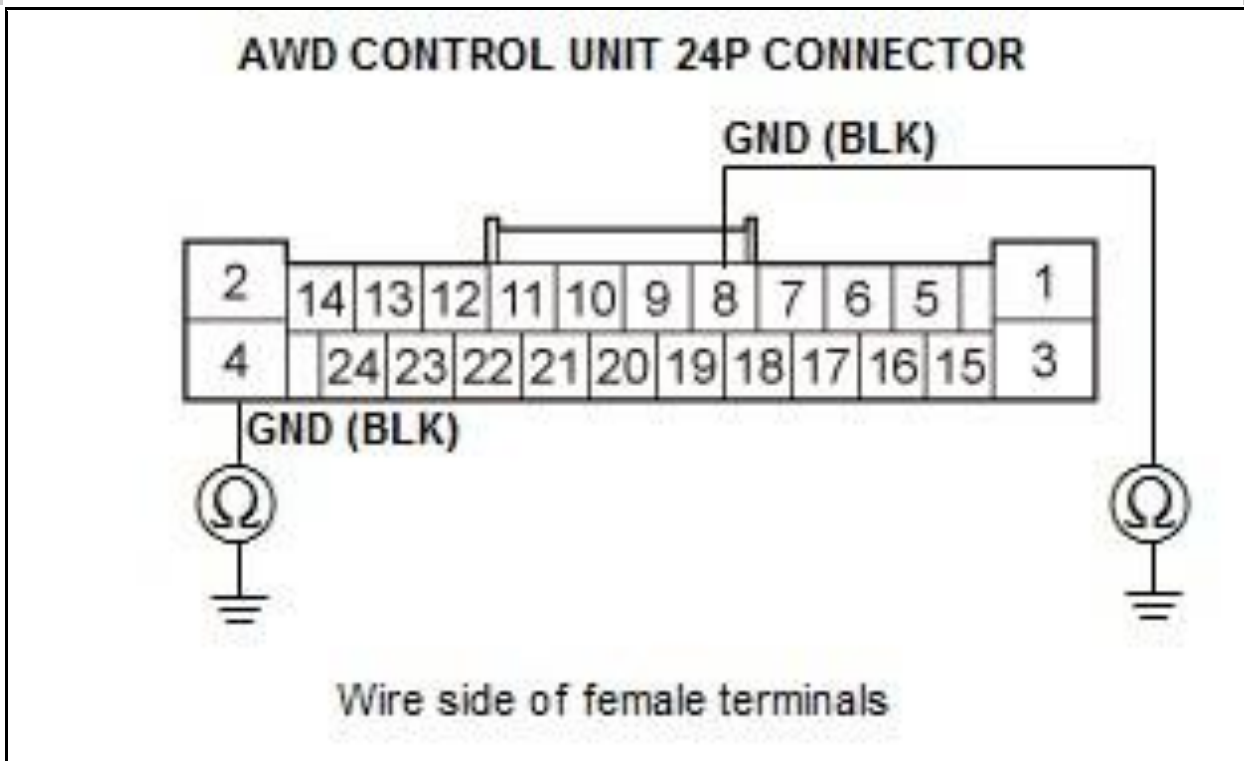 AWD CONTROL UNIT 24P CONNECTOR
GND (BLK)
2 14 13 12 11 10 9 8 7 6 5 1
4 24 23 22 21 20 19 18 17 16 15 3
GND (BLK)
Ω Ω
Wire side of female terminals